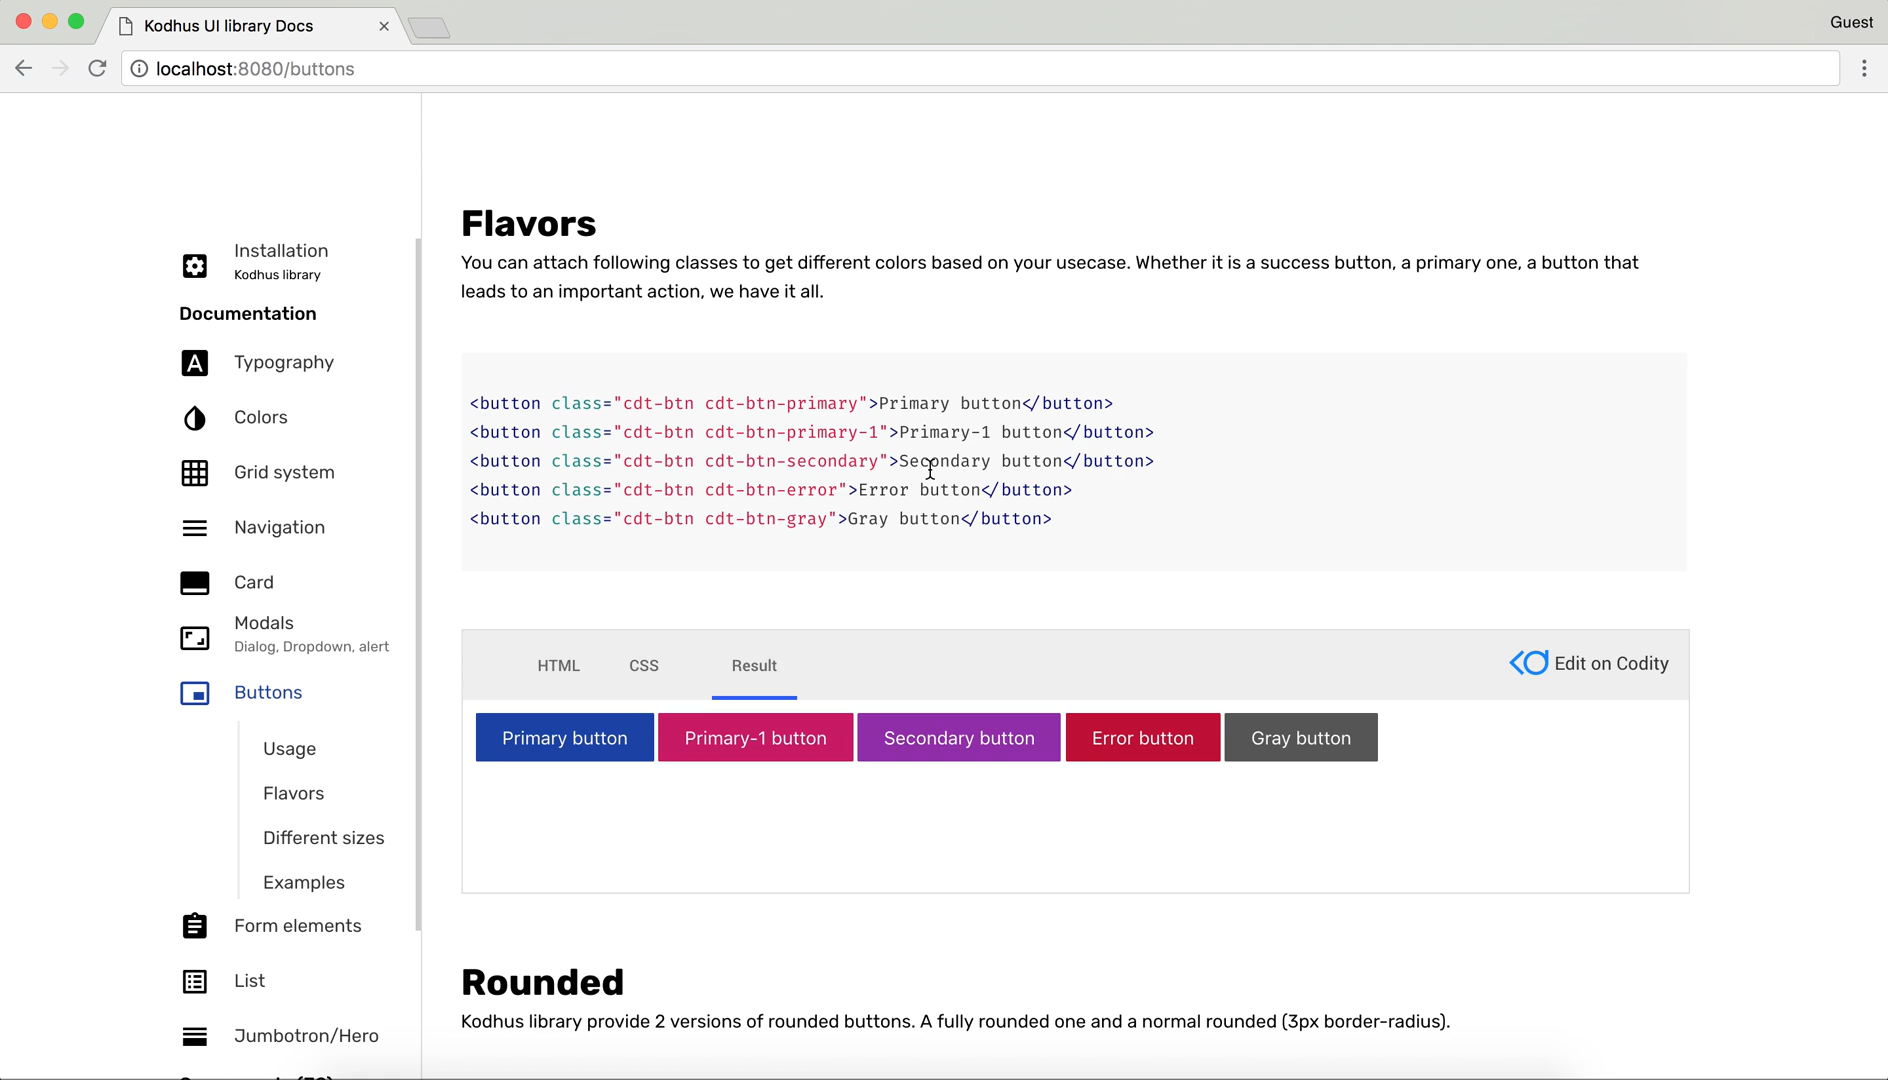 Kodhus UI library Docs
Guest
localhost:8080/buttons
Installation
Kodhus library
Documentation
Typography
Colors
Grid system
Navigation
Card
Modals
Dialog, Dropdown, alert
Buttons
Usage
Flavors
Different sizes
Examples
Form elements
List
Jumbotron/Hero
Flavors
You can attach following classes to get different colors based on your usecase. Whether it is a success button, a primary one, a button that
leads to an important action, we have it all.
<button class="cdt-btn cdt-btn-primary">Primary button</button>
<button class="cdt-btn cdt-btn-primary-1">Primary-1 button</button>
<button class="cdt-btn cdt-btn-secondary">Secondary button</button>
<button class="cdt-btn cdt-btn-error">Error button</button>
<button class="cdt-btn cdt-btn-gray">Gray button</button>
HTML CSS Result Edit on Codity
Primary button Primary-1 button Secondary button Error button Gray button
Rounded
Kodhus library provide 2 versions of rounded buttons. A fully rounded one and a normal rounded (3px border-radius).